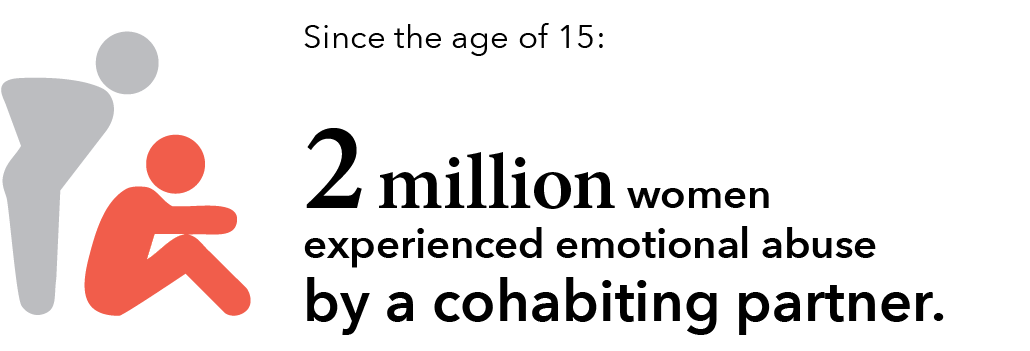 Since the age of 15:
2 million women
experienced emotional abuse
by a cohabiting partner.